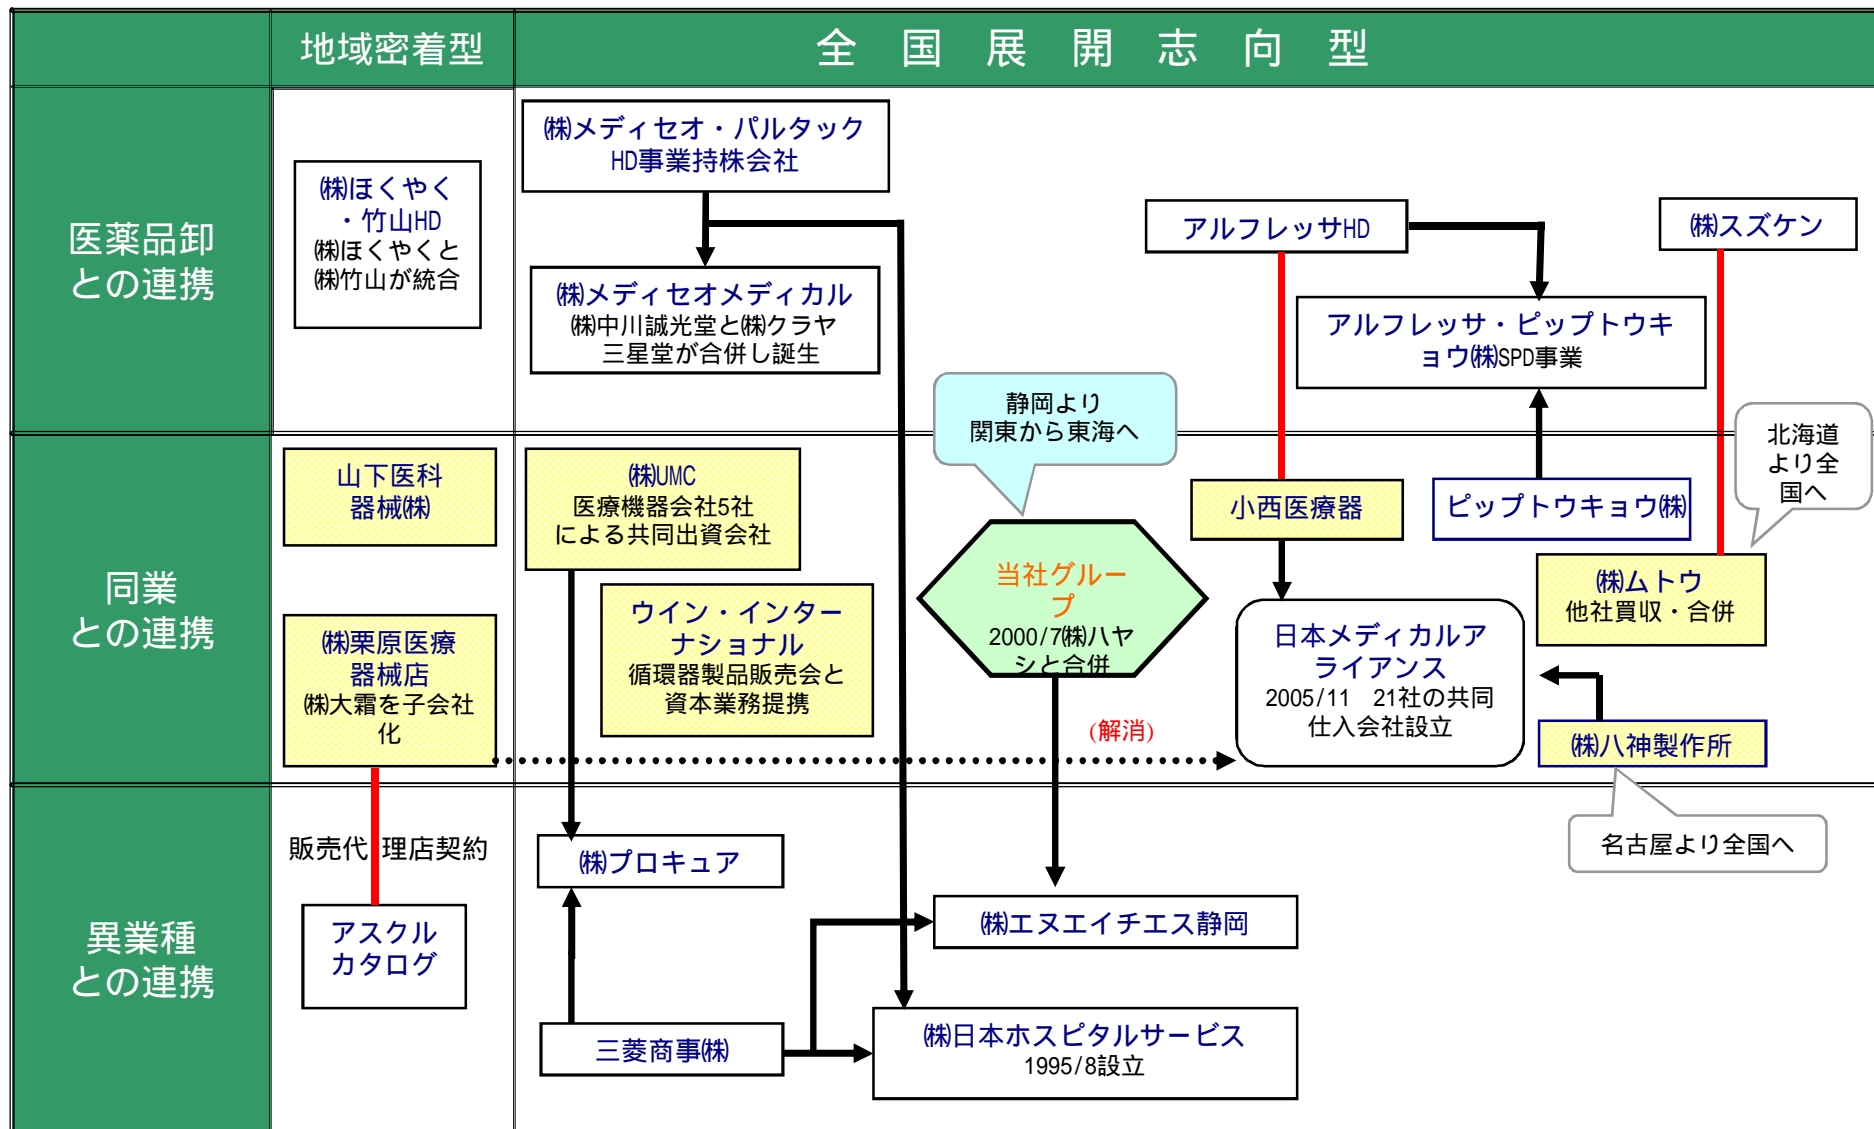 地域密着型
全国展開志向型
医薬品卸
との連携
㈱ほくやく
・竹山HD
㈱ほくやくと
㈱竹山が統合
㈱メディセオ・パルタック
HD事業持株会社
㈱メディセオメディカル
㈱中川誠光堂と㈱クラヤ
三星堂が合併し誕生
アルフレッサHD
㈱スズケン
アルフレッサ・ピップトウキ
ョウ㈱SPD事業
静岡より
関東から東海へ
北海道
より全
国へ
同業
との連携
山下医科
器械㈱
㈱栗原医療
器械店
㈱大霜を子会社
化
㈱UMC
医療機器会社5社
による共同出資会社
ウイン・インター
ナショナル
循環器製品販売会と
資本業務提携
当社グルー
プ
2000/7㈱ハヤ
シと合併
小西医療器
ピップトウキョウ㈱
日本メディカルア
ライアンス
2005/11 21社の共同
仕入会社設立
㈱ムトウ
他社買収・合併
㈱八神製作所
(解消)
名古屋より全国へ
異業種
との連携
販売代理店契約
アスクル
カタログ
㈱プロキュア
㈱エヌエイチエス静岡
三菱商事㈱
㈱日本ホスピタルサービス
1995/8設立